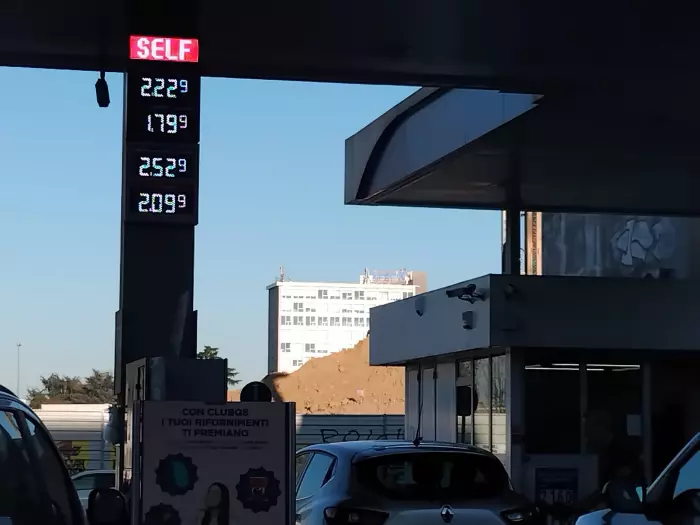 SELF
2.229
1.799
2.529
2.099
CON CLUBQ8
I TUOI RIFORNIMENTI
TI PREMIANO